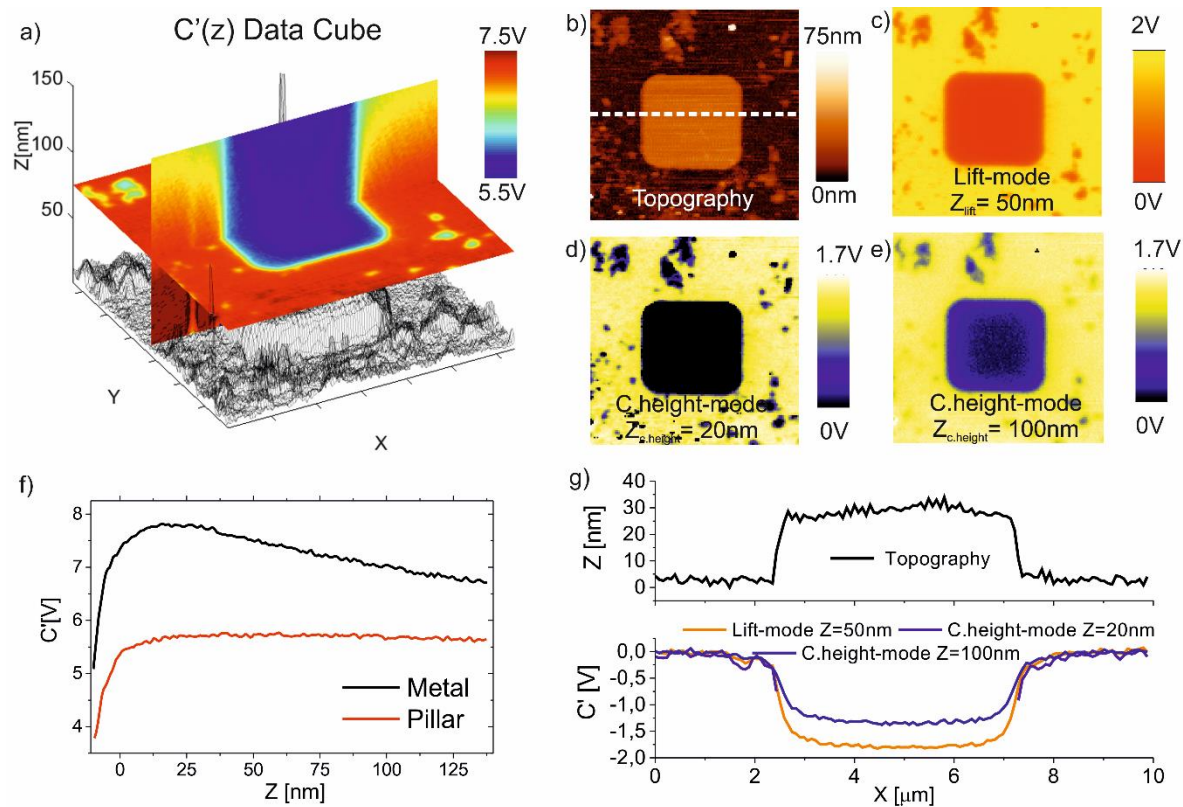 a)
C'(z) Data Cube
7.5V
5.5V
150
100
50
Z[nm]
Y
X
b)
75nm
0nm
Topography
c)
2V
0V
Lift-mode
Zlift= 50nm
d)
1.7V
0V
C.height-mode
Zc.height= 20nm
e)
1.7V
0V
C.height-mode
Zc.height= 100nm
f)
8
7
6
5
4
C'[V]
Metal
Pillar
0 25 50 75 100 125
Z [nm]
g)
40
30
20
10
0
Z [nm]
Topography
Lift-mode Z=50nm C.height-mode Z=20nm
C.height-mode Z=100nm
0,0
-0,5
-1,0
-1,5
-2,0
C' [V]
0 2 4 6 8 10
X [µm]